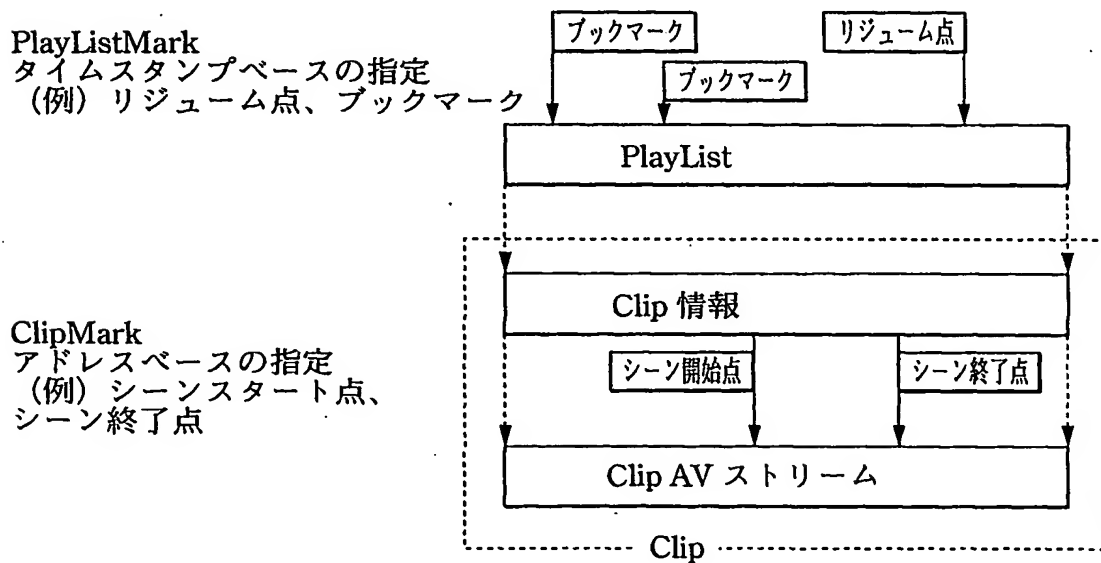 PlayListMark
タイムスタンプベースの指定
（例）リジューム点、ブックマーク
ブックマーク
リジューム点
ブックマーク
PlayList
Clip 情報
ClipMark
アドレスベースの指定
（例）シーンスタート点、
シーン終了点
シーン開始点
シーン終了点
Clip AV ストリーム
Clip